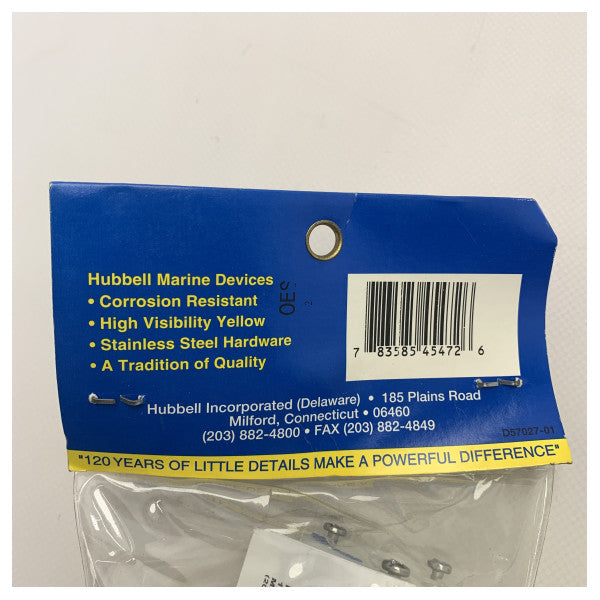 Hubbell Marine Devices
• Corrosion Resistant
• High Visibility Yellow
• Stainless Steel Hardware
• A Tradition of Quality
OES
2
7 83585 45472 6
Hubbell Incorporated (Delaware) • 185 Plains Road
Milford, Connecticut • 06460
(203) 882-4800 • FAX (203) 882-4849
D57027-01
"120 YEARS OF LITTLE DETAILS MAKE A POWERFUL DIFFERENCE"